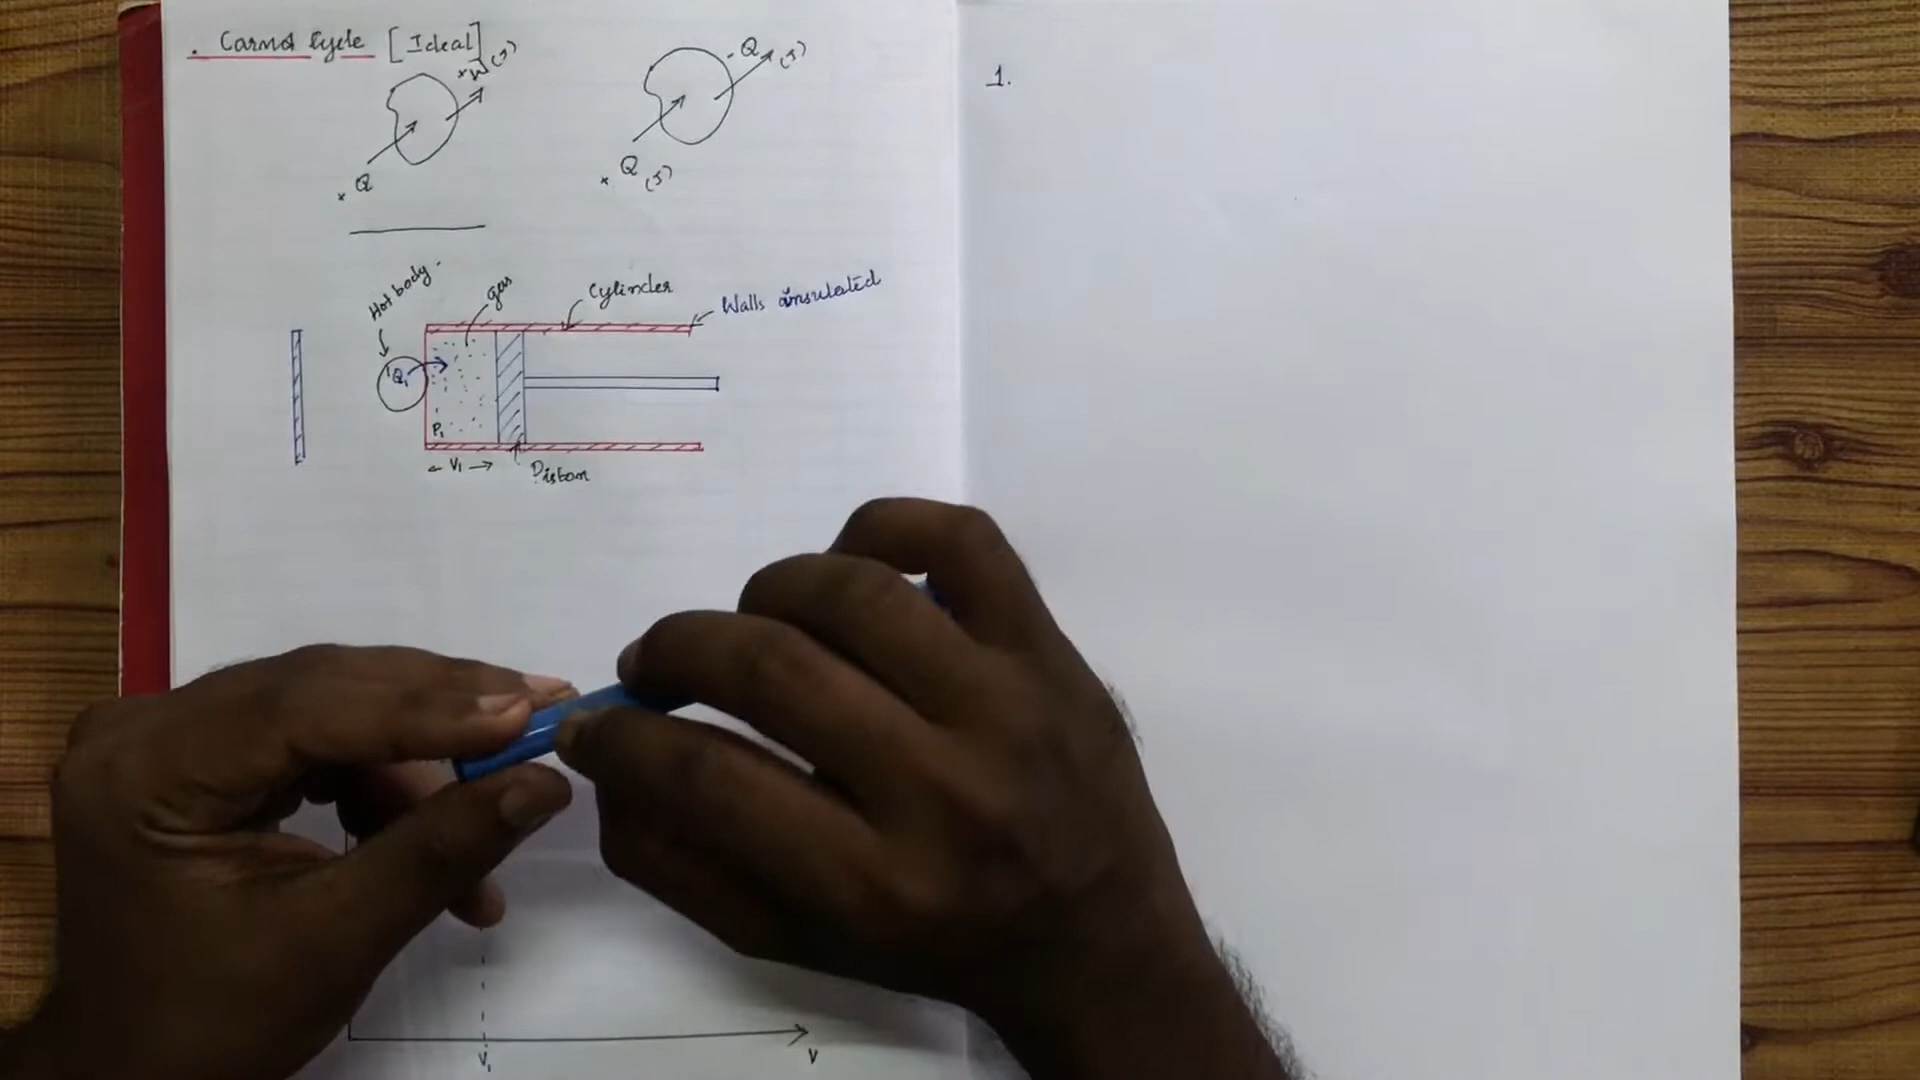 . Carnot Cycle [Ideal]
+W (J)
+ Q
- Q (J)
+ Q (J)
1.
Hot body
gas
Cylinder
Walls insulated
Q₁
P₁
← V₁ →
Piston
V₁
V